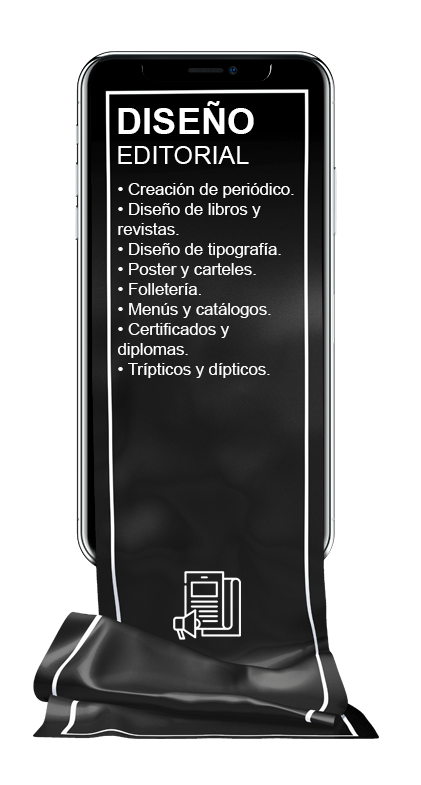 DISEÑO
EDITORIAL
• Creación de periódico.
• Diseño de libros y
revistas.
• Diseño de tipografía.
• Poster y carteles.
• Folletería.
• Menús y catálogos.
• Certificados y
diplomas.
• Trípticos y dípticos.